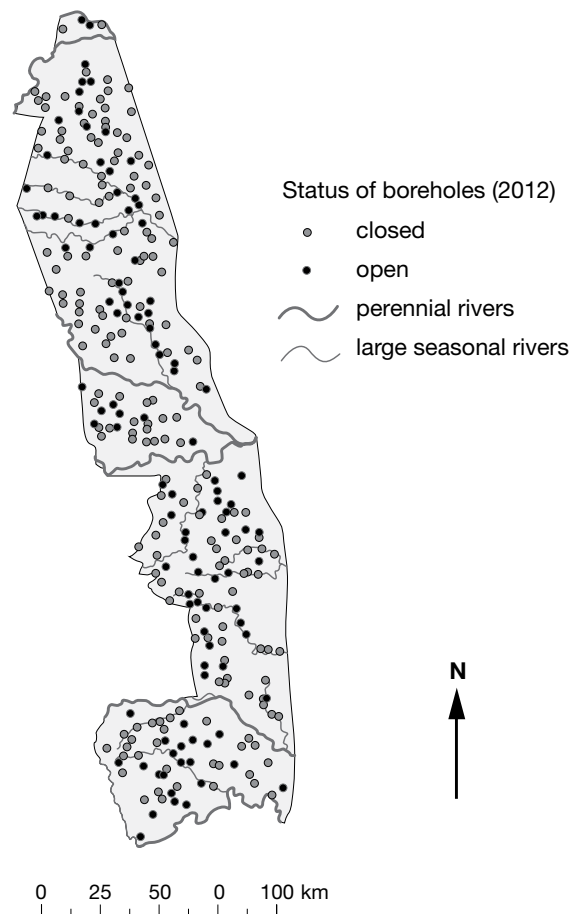 Status of boreholes (2012)
closed
open
perennial rivers
large seasonal rivers
N
0 25 50 0 100 km